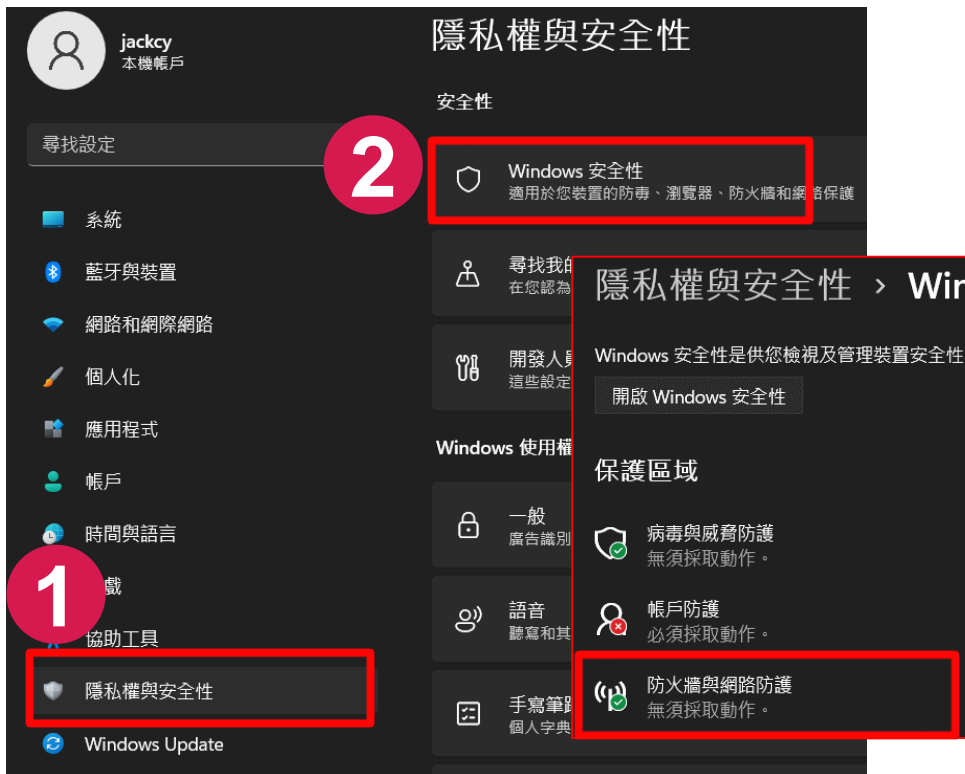 jackcy
本機帳戶
尋找設定
系統
藍牙與裝置
網路和網際網路
個人化
應用程式
帳戶
時間與語言
戲
1
協助工具
隱私權與安全性
Windows Update
隱私權與安全性
安全性
2
Windows 安全性
適用於您裝置的防毒、瀏覽器、防火牆和網路保護
尋找我的
在您認為
開發人員
這些設定
Windows 使用權
一般
廣告識別
語音
聽寫和其
手寫筆跡
個人字典
隱私權與安全性 › Win
Windows 安全性是供您檢視及管理裝置安全性
開啟 Windows 安全性
保護區域
病毒與威脅防護
無須採取動作。
帳戶防護
必須採取動作。
防火牆與網路防護
無須採取動作。